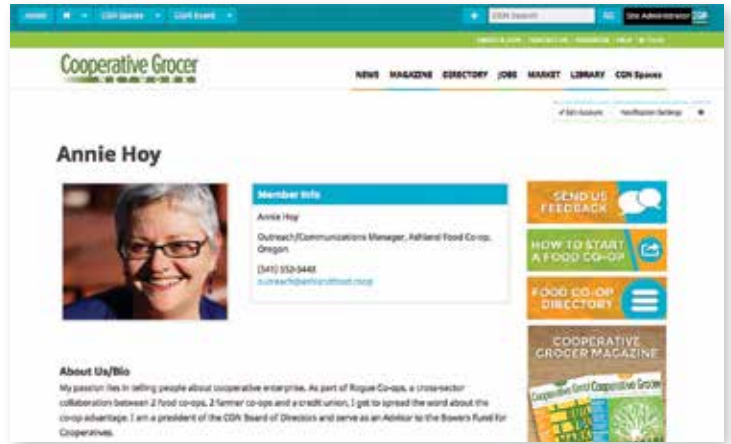 CGN Spaces
CGN Board
CGN Search
Site Administrator
Cooperative Grocer
NEWS MAGAZINE DIRECTORY JOBS MARKET LIBRARY CGN Spaces
Edit Account Notification Settings
Annie Hoy
Member Info
Annie Hoy
Outreach/Communications Manager, Ashland Food Co-op,
Oregon
(541)
outreach@ashlandfood.coop
SEND US
FEEDBACK
HOW TO START
A FOOD CO-OP
FOOD CO-OP
DIRECTORY
COOPERATIVE
GROCER MAGAZINE
Cooperative Grocer
About Us/Bio
My passion lies in telling people about cooperative enterprise. As part of Rogue Co-ops, a cross-sector
collaboration between 2 food co-ops, 2 farmer co-ops and a credit union, I get to spread the word about the
co-op advantage. I am a president of the CGN Board of Directors and serve as an Advisor to the Bowers Fund for
Cooperatives.